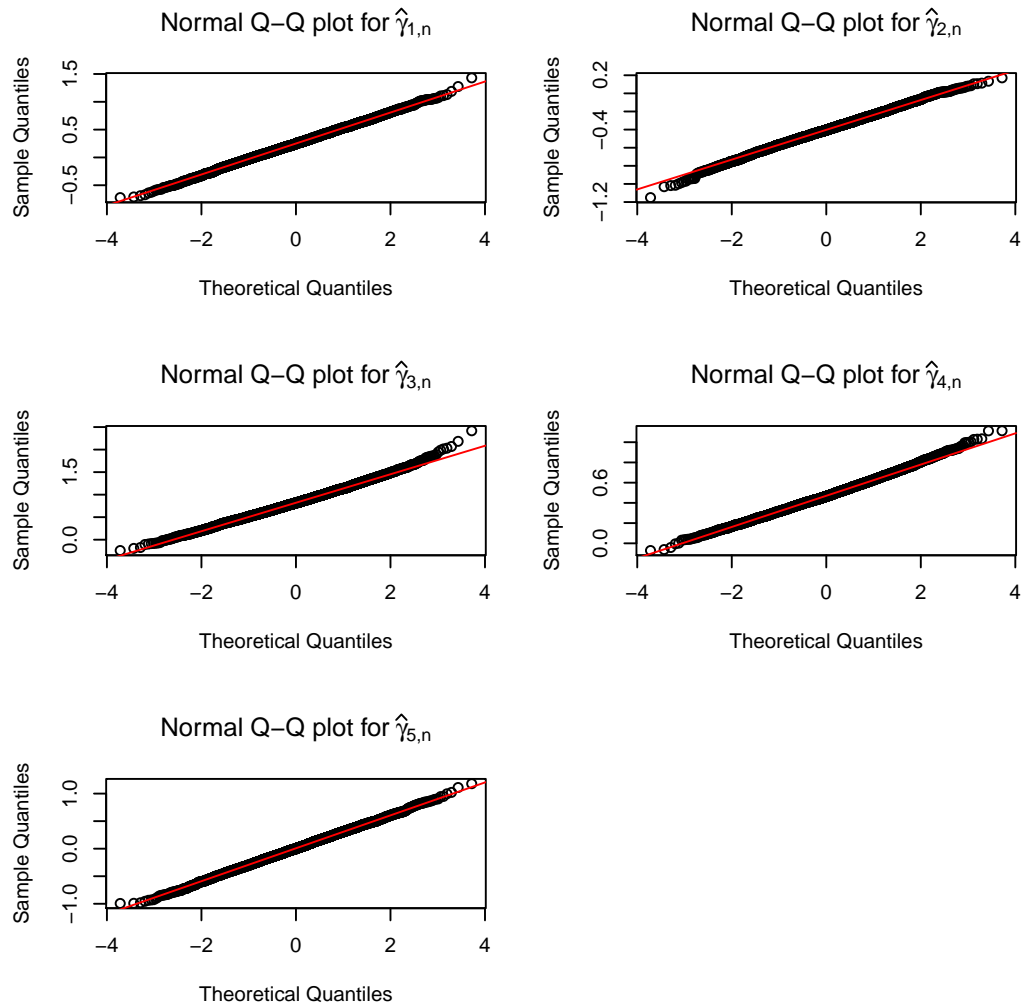 Normal Q−Q plot for γ̂1,n
Sample Quantiles
−0.5 0.5 1.5
−4 −2 0 2 4
Theoretical Quantiles
Normal Q−Q plot for γ̂2,n
Sample Quantiles
−1.2 −0.4 0.2
−4 −2 0 2 4
Theoretical Quantiles
Normal Q−Q plot for γ̂3,n
Sample Quantiles
0.0 1.5
−4 −2 0 2 4
Theoretical Quantiles
Normal Q−Q plot for γ̂4,n
Sample Quantiles
0.0 0.6
−4 −2 0 2 4
Theoretical Quantiles
Normal Q−Q plot for γ̂5,n
Sample Quantiles
−1.0 0.0 1.0
−4 −2 0 2 4
Theoretical Quantiles